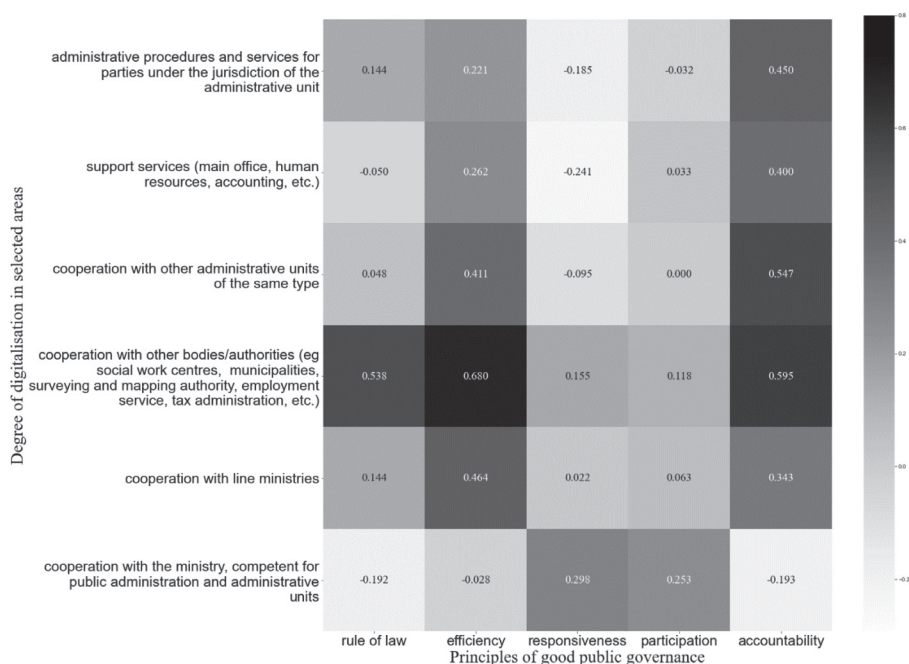 Degree of digitalisation in selected areas
administrative procedures and services for
parties under the jurisdiction of the
administrative unit
0.144 0.221 -0.185 -0.032 0.450
support services (main office, human
resources, accounting, etc.)
-0.050 0.262 -0.241 0.033 0.400
cooperation with other administrative units
of the same type
0.048 0.411 -0.095 0.000 0.547
cooperation with other bodies/authorities (eg
social work centres, municipalities,
surveying and mapping authority, employment
service, tax administration, etc.)
0.538 0.680 0.155 0.118 0.595
cooperation with line ministries
0.144 0.464 0.022 0.063 0.343
cooperation with the ministry, competent for
public administration and administrative
units
-0.192 -0.028 0.298 0.253 -0.193
rule of law efficiency responsiveness participation accountability
Principles of good public governance
0.8
0.6
0.4
0.2
0.0